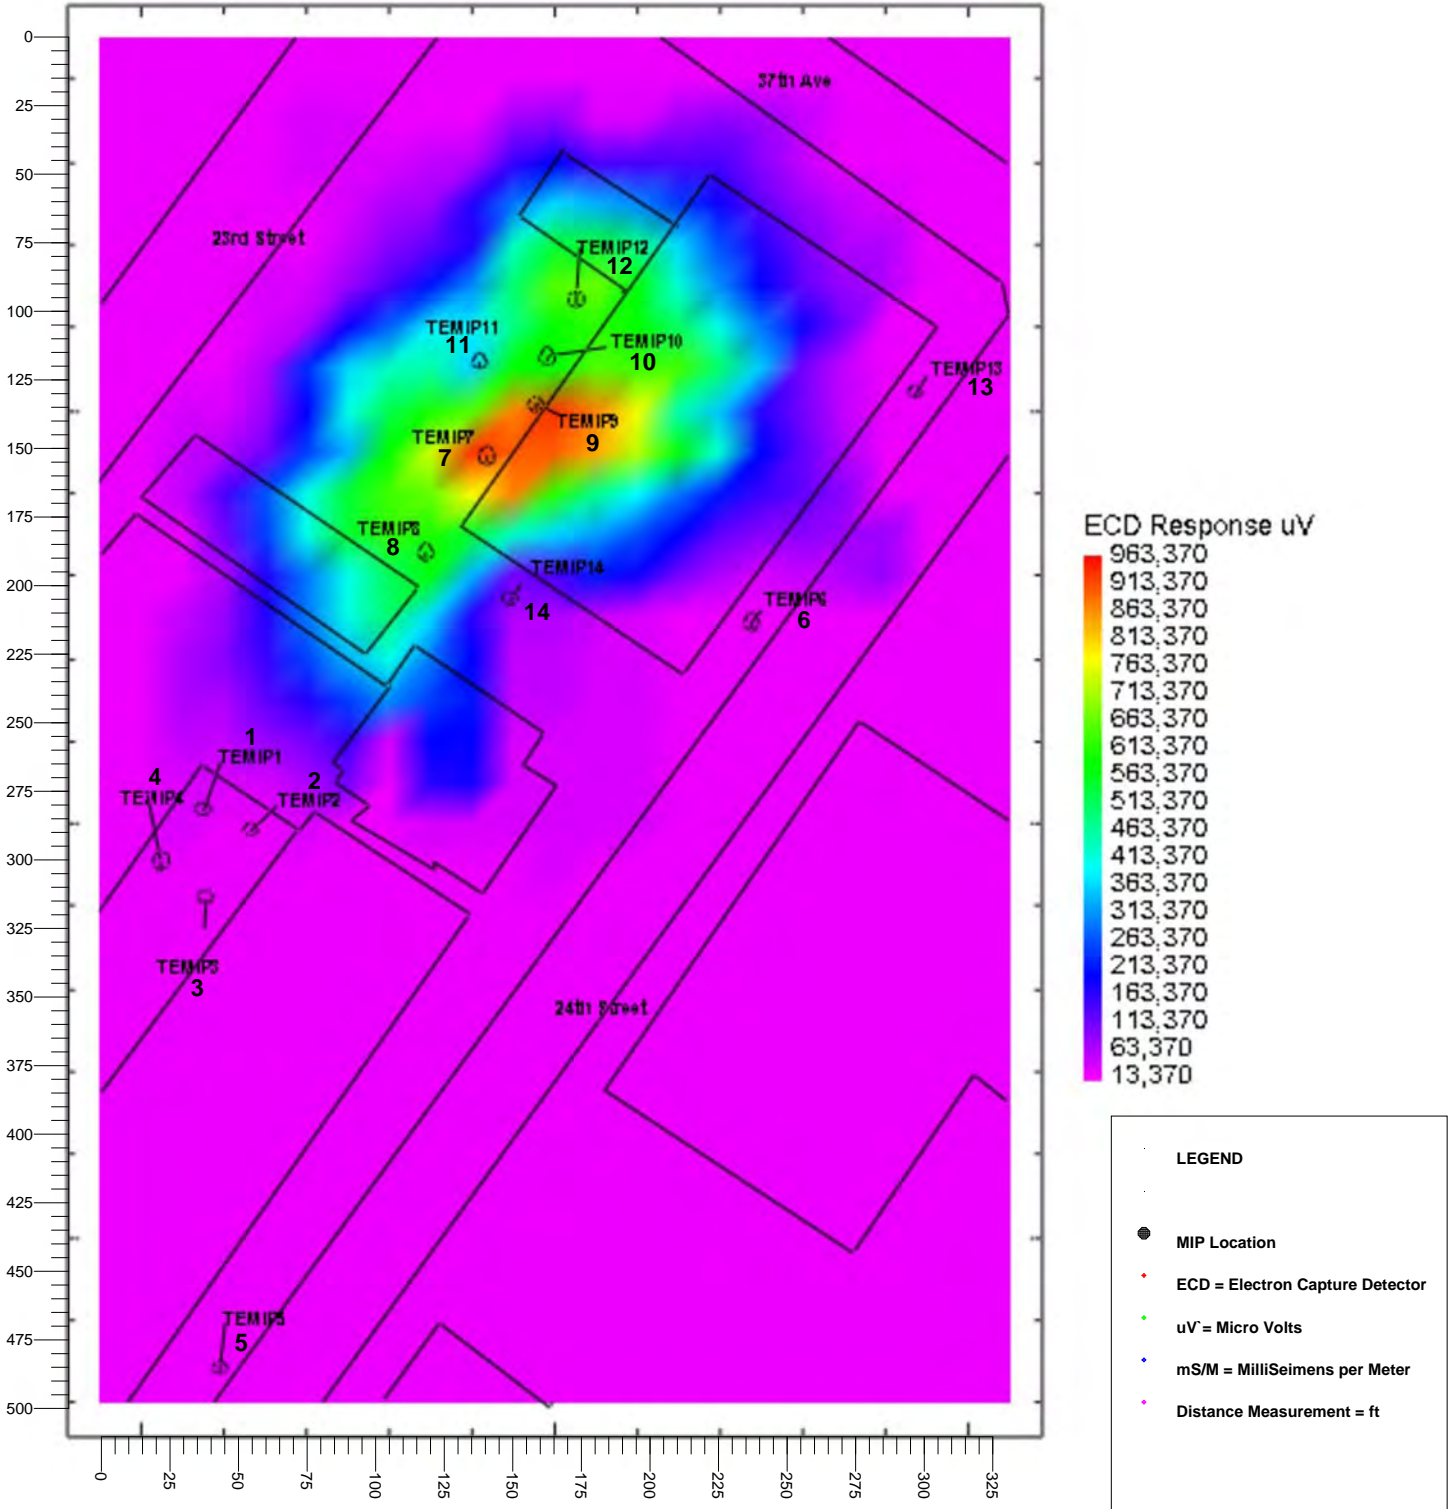 0
25
50
75
100
125
150
175
200
225
250
275
300
325
350
375
400
425
450
475
500
37th Ave
23rd Street
TEMIP12
12
TEMIP11
11
TEMIP10
10
TEMIP13
13
TEMIP9
9
TEMIP7
7
TEMIP8
8
TEMIP14
14
TEMIP6
6
1
TEMIP1
2
TEMIP2
4
TEMIP4
TEMIP3
3
24th Street
TEMIP5
5
0
25
50
75
100
125
150
175
200
225
250
275
300
325
ECD Response uV
963,370
913,370
863,370
813,370
763,370
713,370
663,370
613,370
563,370
513,370
463,370
413,370
363,370
313,370
263,370
213,370
163,370
113,370
63,370
13,370
LEGEND
MIP Location
ECD = Electron Capture Detector
uV`= Micro Volts
mS/M = MilliSeimens per Meter
Distance Measurement = ft